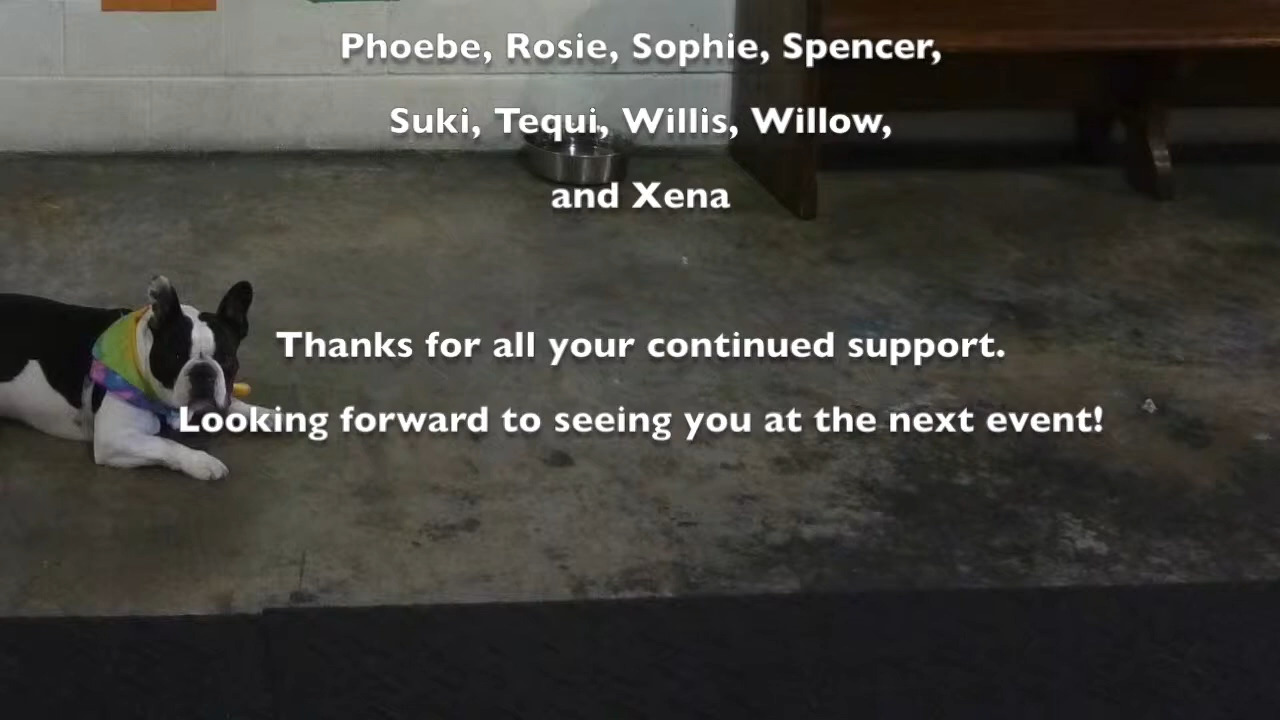 Phoebe, Rosie, Sophie, Spencer,
Suki, Tequi, Willis, Willow,
and Xena
Thanks for all your continued support.
Looking forward to seeing you at the next event!